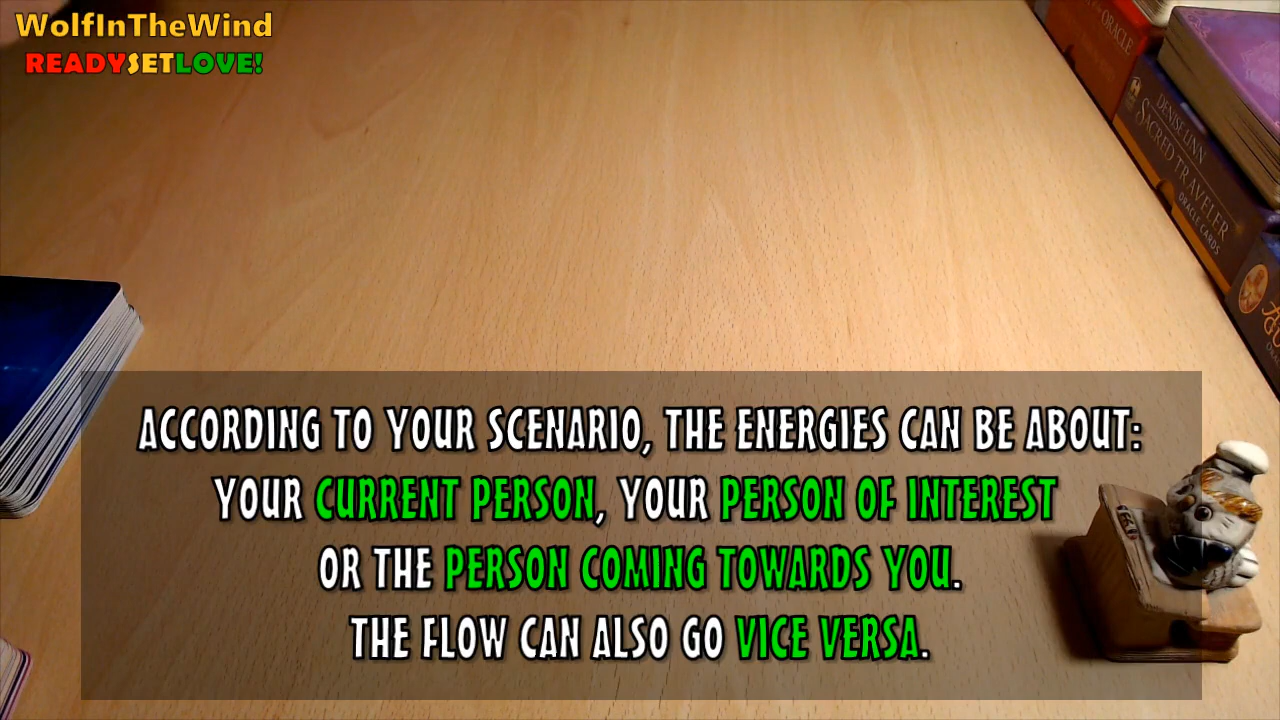 WolfInTheWind
READYSETLOVE!
ORACLE
DENISE LINN
SACRED TRAVELER
ORACLE CARDS
ACCORDING TO YOUR SCENARIO, THE ENERGIES CAN BE ABOUT:
YOUR CURRENT PERSON, YOUR PERSON OF INTEREST
OR THE PERSON COMING TOWARDS YOU.
THE FLOW CAN ALSO GO VICE VERSA.